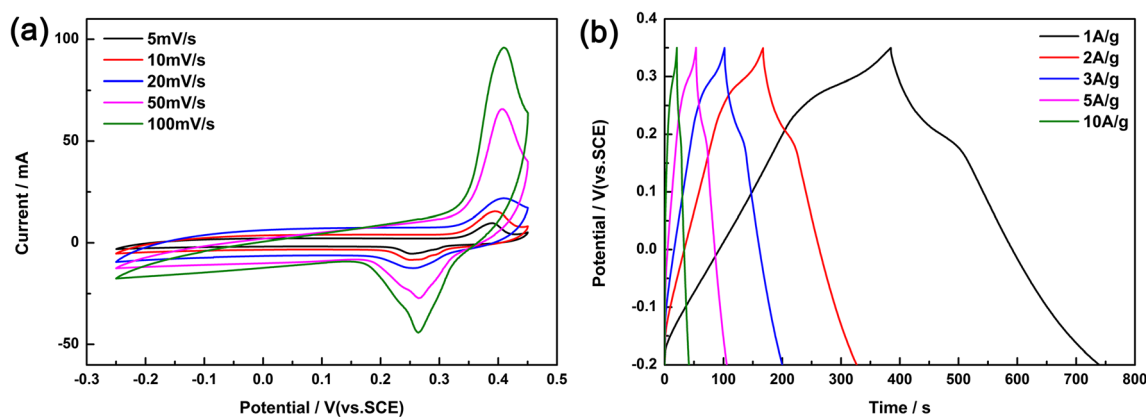 (a)
5mV/s
10mV/s
20mV/s
50mV/s
100mV/s
100
50
0
-50
Current / mA
-0.3 -0.2 -0.1 0.0 0.1 0.2 0.3 0.4 0.5
Potential / V(vs.SCE)
(b)
1A/g
2A/g
3A/g
5A/g
10A/g
0.4
0.3
0.2
0.1
0.0
-0.1
-0.2
Potential / V(vs.SCE)
0 100 200 300 400 500 600 700 800
Time / s